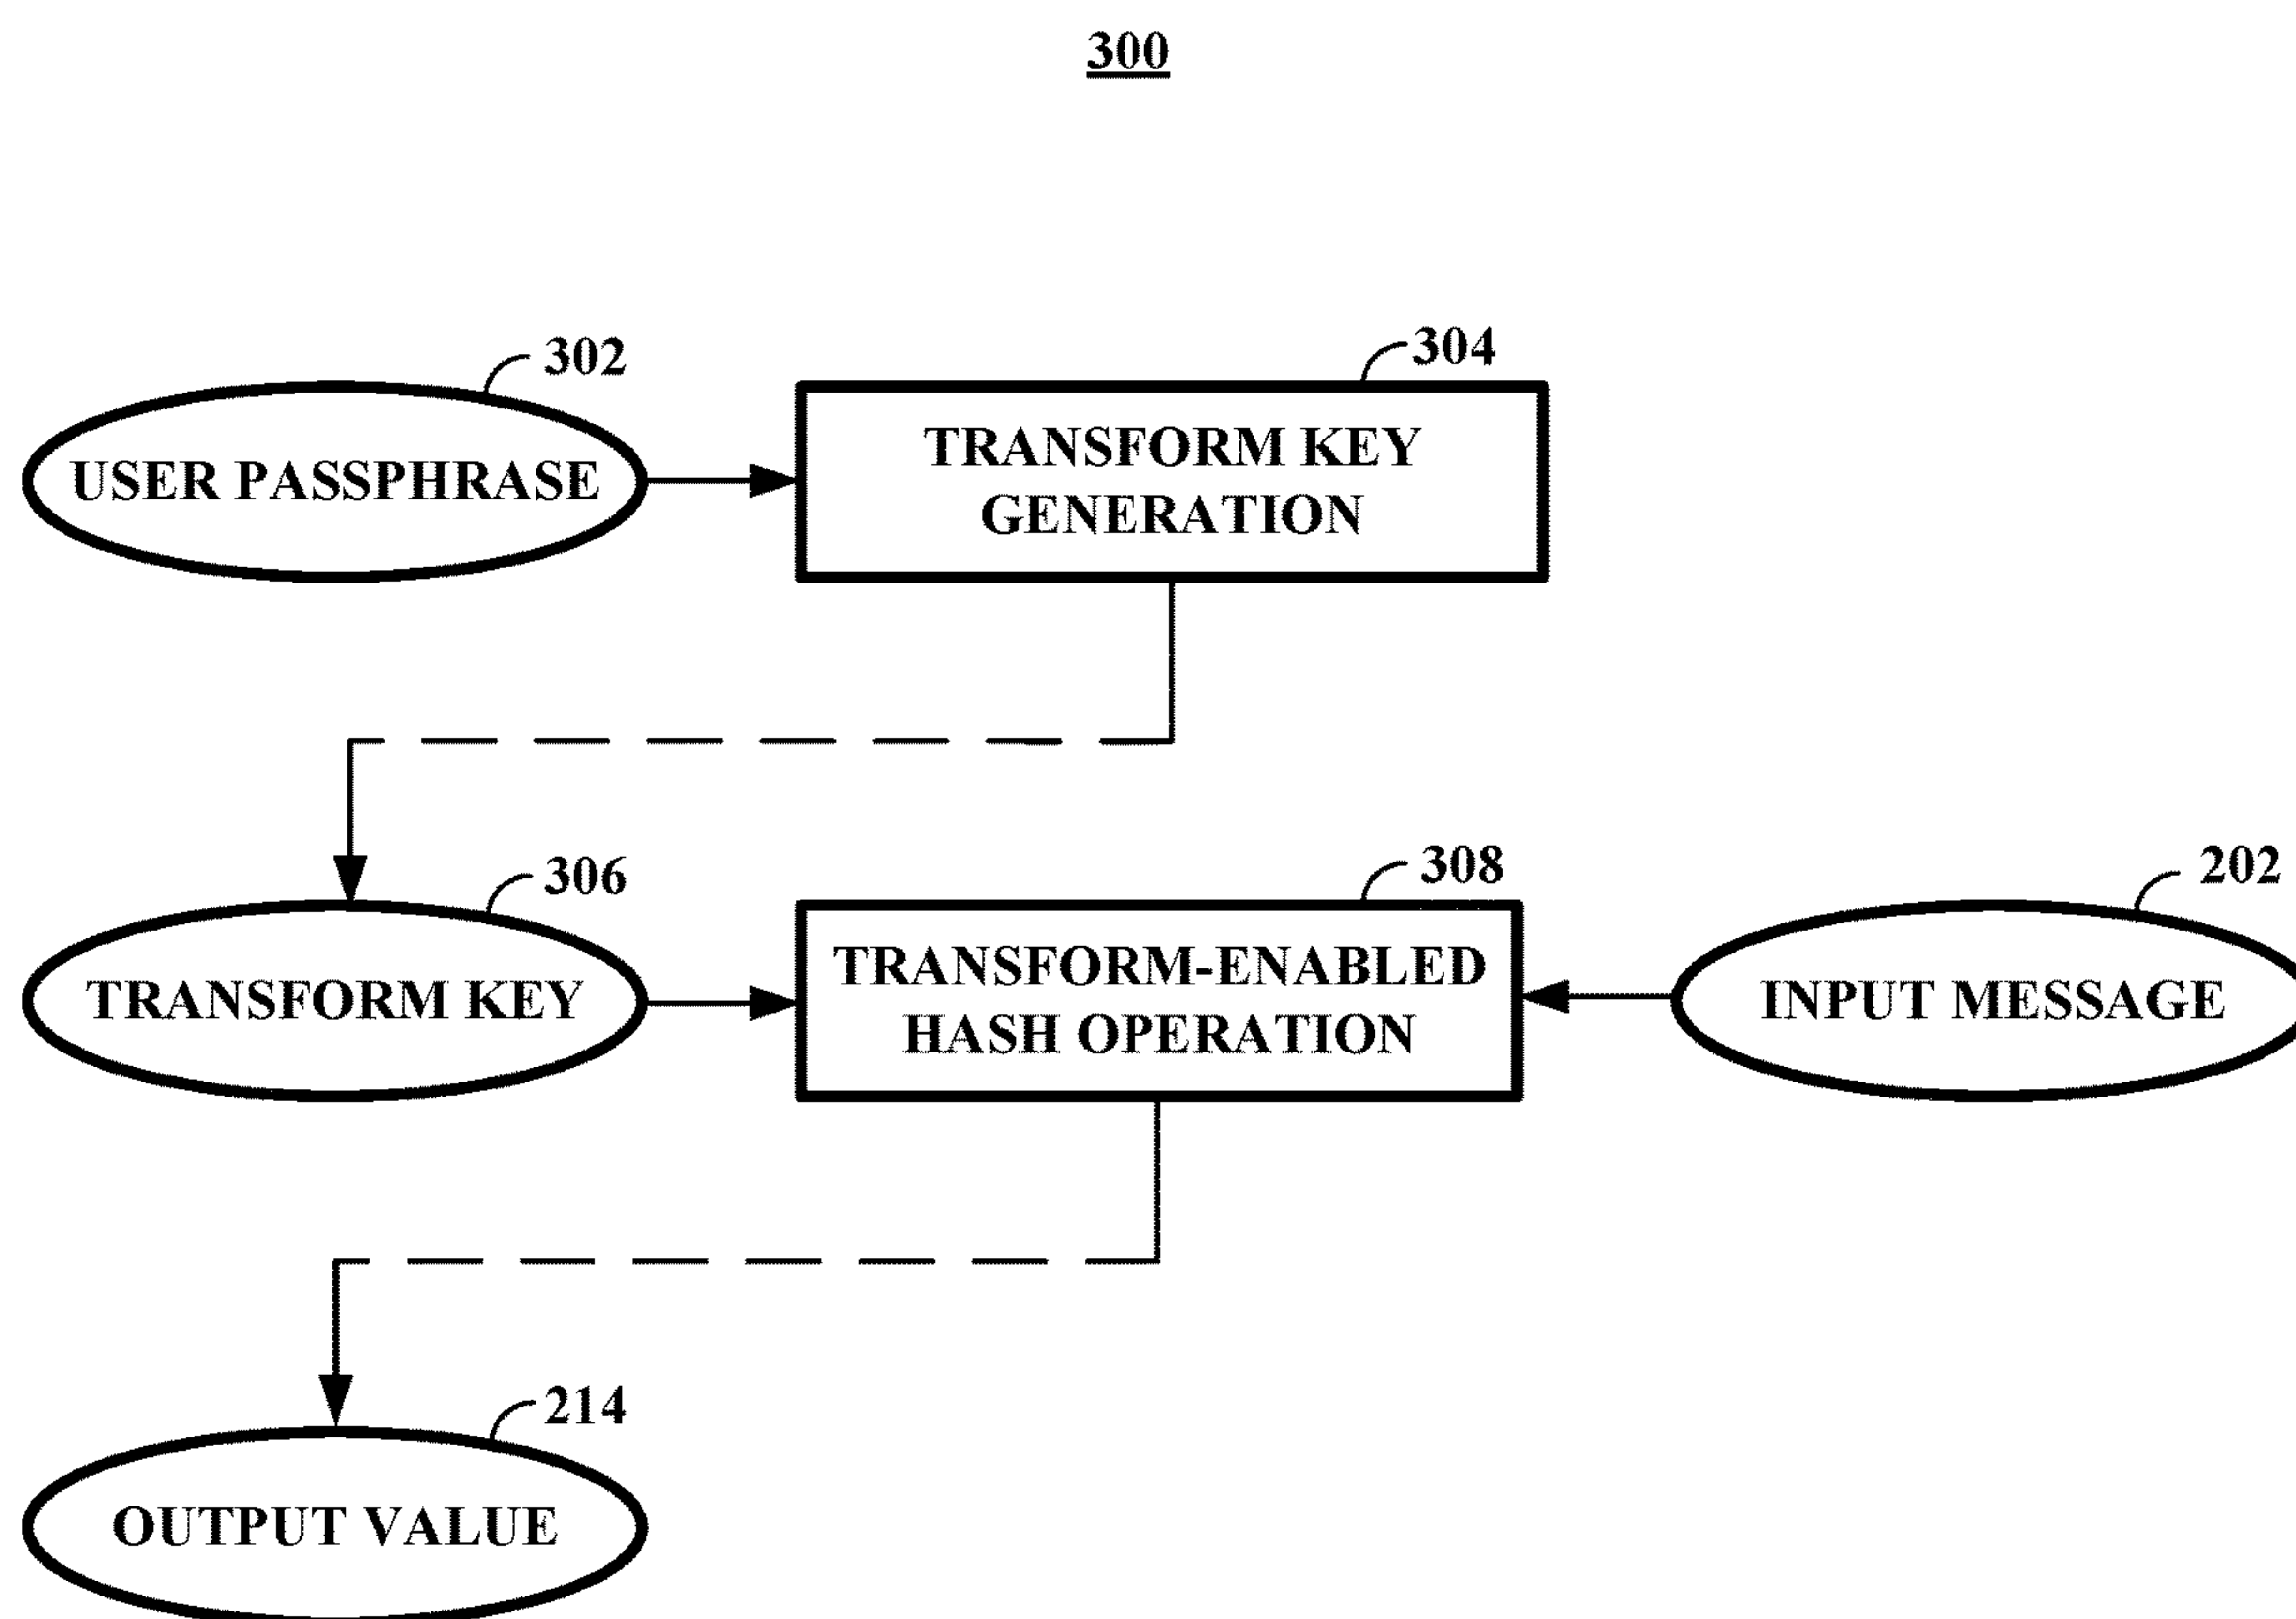 300
302
304
USER PASSPHRASE
TRANSFORM KEY
GENERATION
306
308
202
TRANSFORM KEY
TRANSFORM-ENABLED
HASH OPERATION
INPUT MESSAGE
214
OUTPUT VALUE